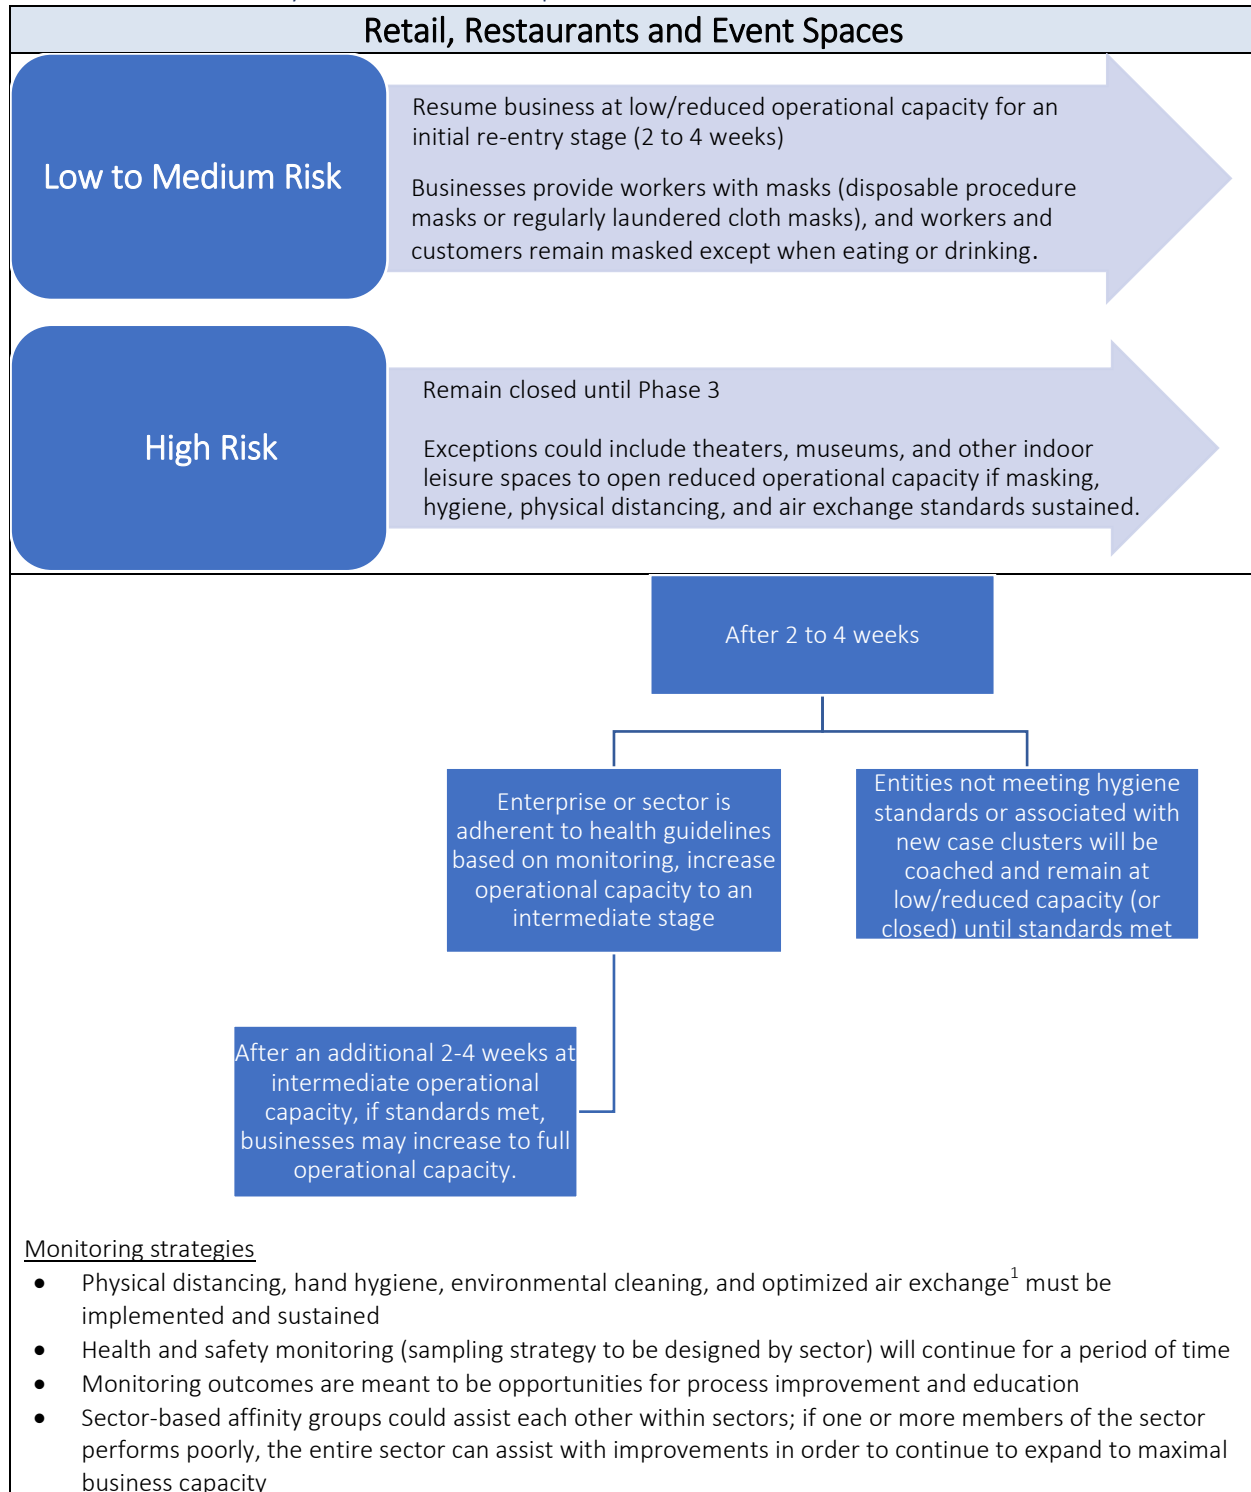 Retail, Restaurants and Event Spaces
Low to Medium Risk
Resume business at low/reduced operational capacity for an
initial re-entry stage (2 to 4 weeks)
Businesses provide workers with masks (disposable procedure
masks or regularly laundered cloth masks), and workers and
customers remain masked except when eating or drinking.
High Risk
Remain closed until Phase 3
Exceptions could include theaters, museums, and other indoor
leisure spaces to open reduced operational capacity if masking,
hygiene, physical distancing, and air exchange standards sustained.
After 2 to 4 weeks
Enterprise or sector is
adherent to health guidelines
based on monitoring, increase
operational capacity to an
intermediate stage
Entities not meeting hygiene
standards or associated with
new case clusters will be
coached and remain at
low/reduced capacity (or
closed) until standards met
After an additional 2-4 weeks at
intermediate operational
capacity, if standards met,
businesses may increase to full
operational capacity.
Monitoring strategies
• Physical distancing, hand hygiene, environmental cleaning, and optimized air exchange1 must be
implemented and sustained
• Health and safety monitoring (sampling strategy to be designed by sector) will continue for a period of time
• Monitoring outcomes are meant to be opportunities for process improvement and education
• Sector-based affinity groups could assist each other within sectors; if one or more members of the sector
performs poorly, the entire sector can assist with improvements in order to continue to expand to maximal
business capacity